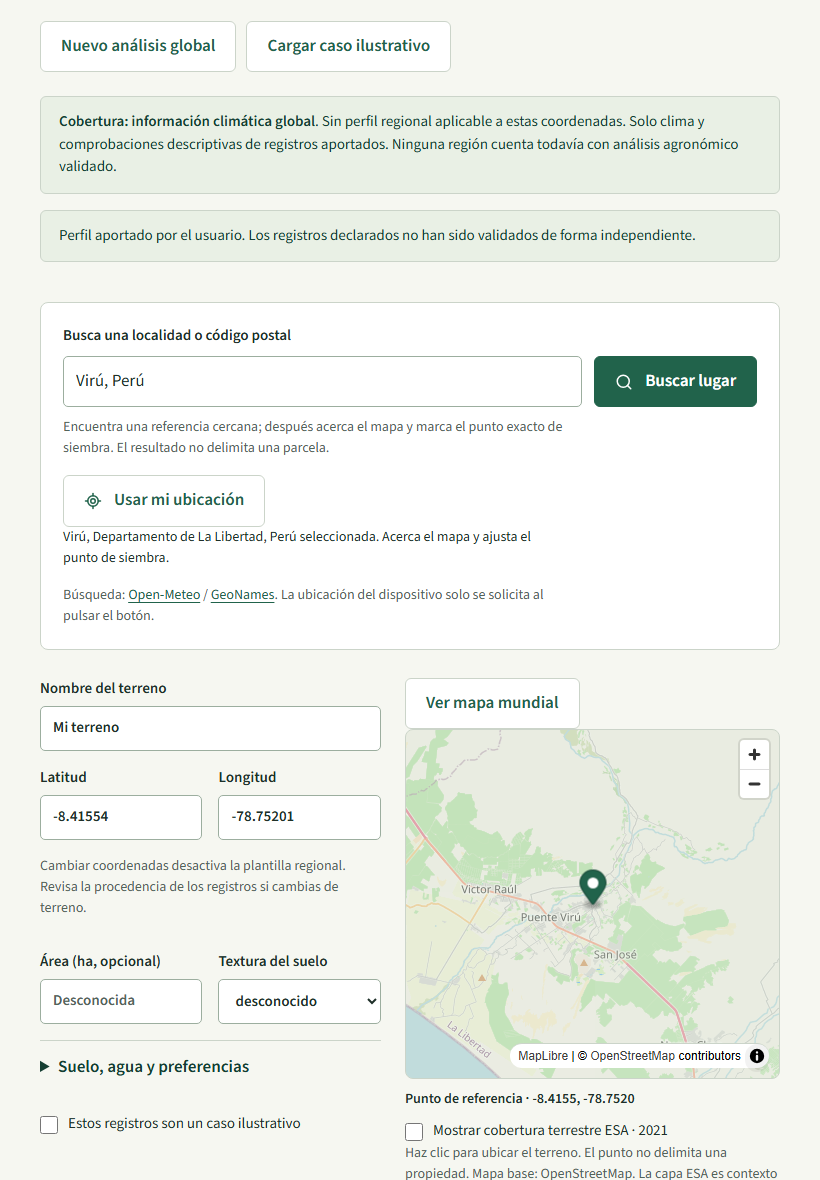 Nuevo análisis global
Cargar caso ilustrativo
Cobertura: información climática global. Sin perfil regional aplicable a estas coordenadas. Solo clima y
comprobaciones descriptivas de registros aportados. Ninguna región cuenta todavía con análisis agronómico
validado.
Perfil aportado por el usuario. Los registros declarados no han sido validados de forma independiente.
Busca una localidad o código postal
Virú, Perú
Buscar lugar
Encuentra una referencia cercana; después acerca el mapa y marca el punto exacto de
siembra. El resultado no delimita una parcela.
Usar mi ubicación
Virú, Departamento de La Libertad, Perú seleccionada. Acerca el mapa y ajusta el
punto de siembra.
Búsqueda: Open-Meteo / GeoNames. La ubicación del dispositivo solo se solicita al
pulsar el botón.
Nombre del terreno
Mi terreno
Latitud
Longitud
-8.41554
-78.75201
Cambiar coordenadas desactiva la plantilla regional.
Revisa la procedencia de los registros si cambias de
terreno.
Área (ha, opcional)
Textura del suelo
Desconocida
desconocido
Suelo, agua y preferencias
Estos registros son un caso ilustrativo
Ver mapa mundial
+
−
Víctor Raúl
Puente Virú
San José
La Libertad
MapLibre | © OpenStreetMap contributors
Punto de referencia · -8.4155, -78.7520
Mostrar cobertura terrestre ESA · 2021
Haz clic para ubicar el terreno. El punto no delimita una
propiedad. Mapa base: OpenStreetMap. La capa ESA es contexto